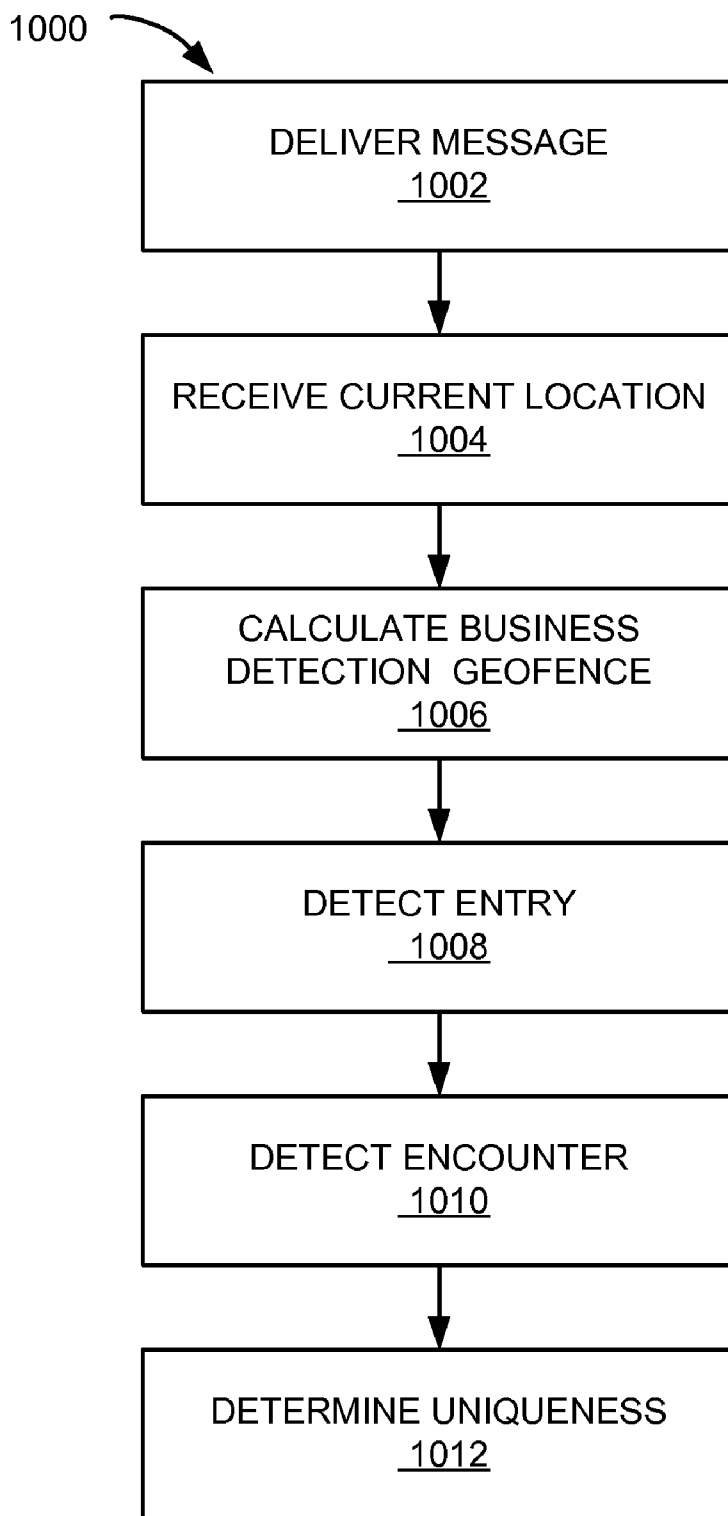 1000
DELIVER MESSAGE
1002
RECEIVE CURRENT LOCATION
1004
CALCULATE BUSINESS
DETECTION GEOFENCE
1006
DETECT ENTRY
1008
DETECT ENCOUNTER
1010
DETERMINE UNIQUENESS
1012